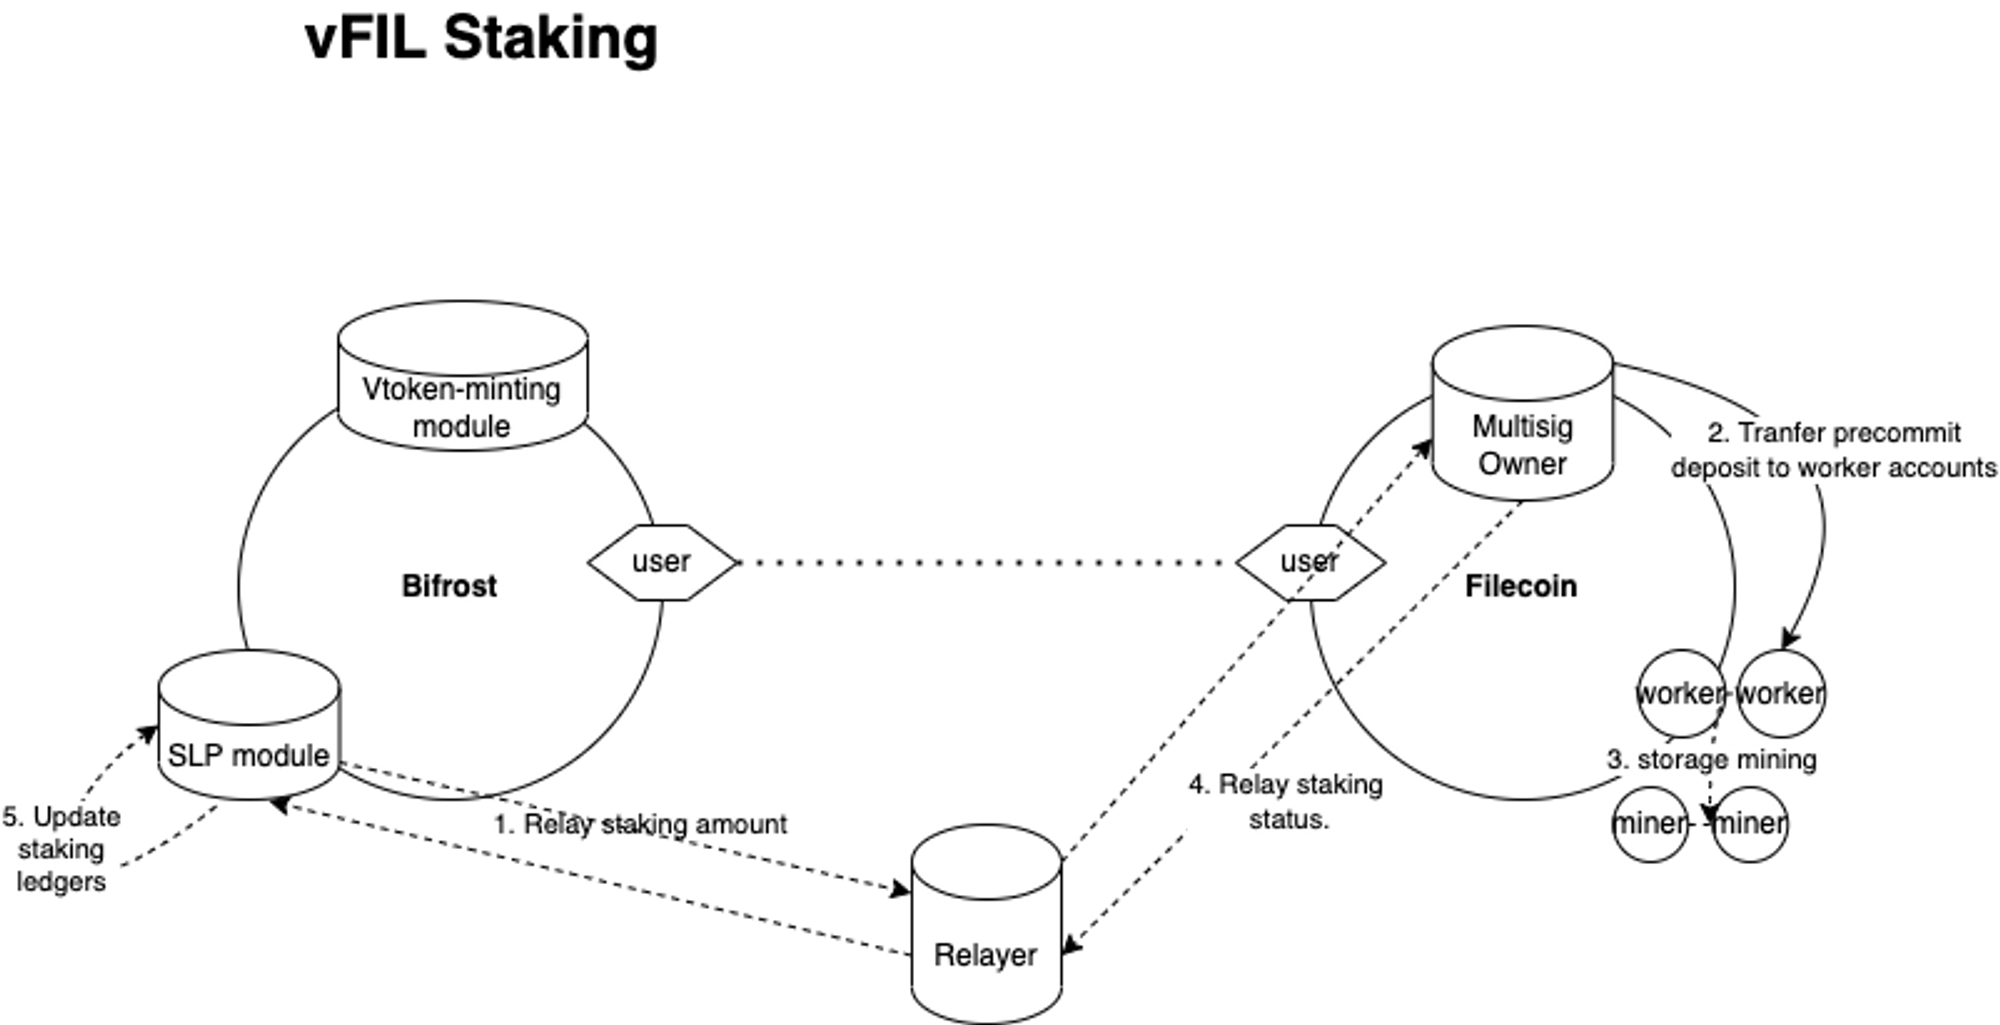 vFIL Staking
Vtoken-minting
module
Multisig
Owner
2. Tranfer precommit
deposit to worker accounts
user
user
Bifrost
Filecoin
worker
worker
SLP module
3. storage mining
4. Relay staking
status.
5. Update
staking
ledgers
1. Relay staking amount
miner
miner
Relayer